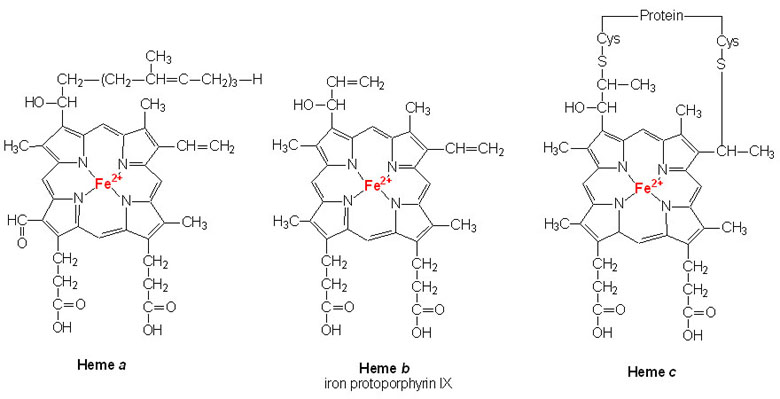 CH₃
CH₂—(CH₂ CH₂)₃—H
HO—CH
CH₃
H₃C
CH=CH₂
N N
Fe²⁺
N N
HC
O
CH₃
CH₂ CH₂
CH₂ CH₂
C=O C=O
OH OH
Heme a
CH=CH₂
HO—CH
CH₃
H₃C
CH=CH₂
N N
Fe²⁺
N N
H₃C CH₃
CH₂ CH₂
CH₂ CH₂
C=O C=O
OH OH
Heme b
iron protoporphyrin IX
Protein
Cys Cys
S S
CH—CH₃
HO—CH
CH₃
H₃C
CH—CH₃
N N
Fe²⁺
N N
H₃C CH₃
CH₂ CH₂
CH₂ CH₂
C=O C=O
OH OH
Heme c